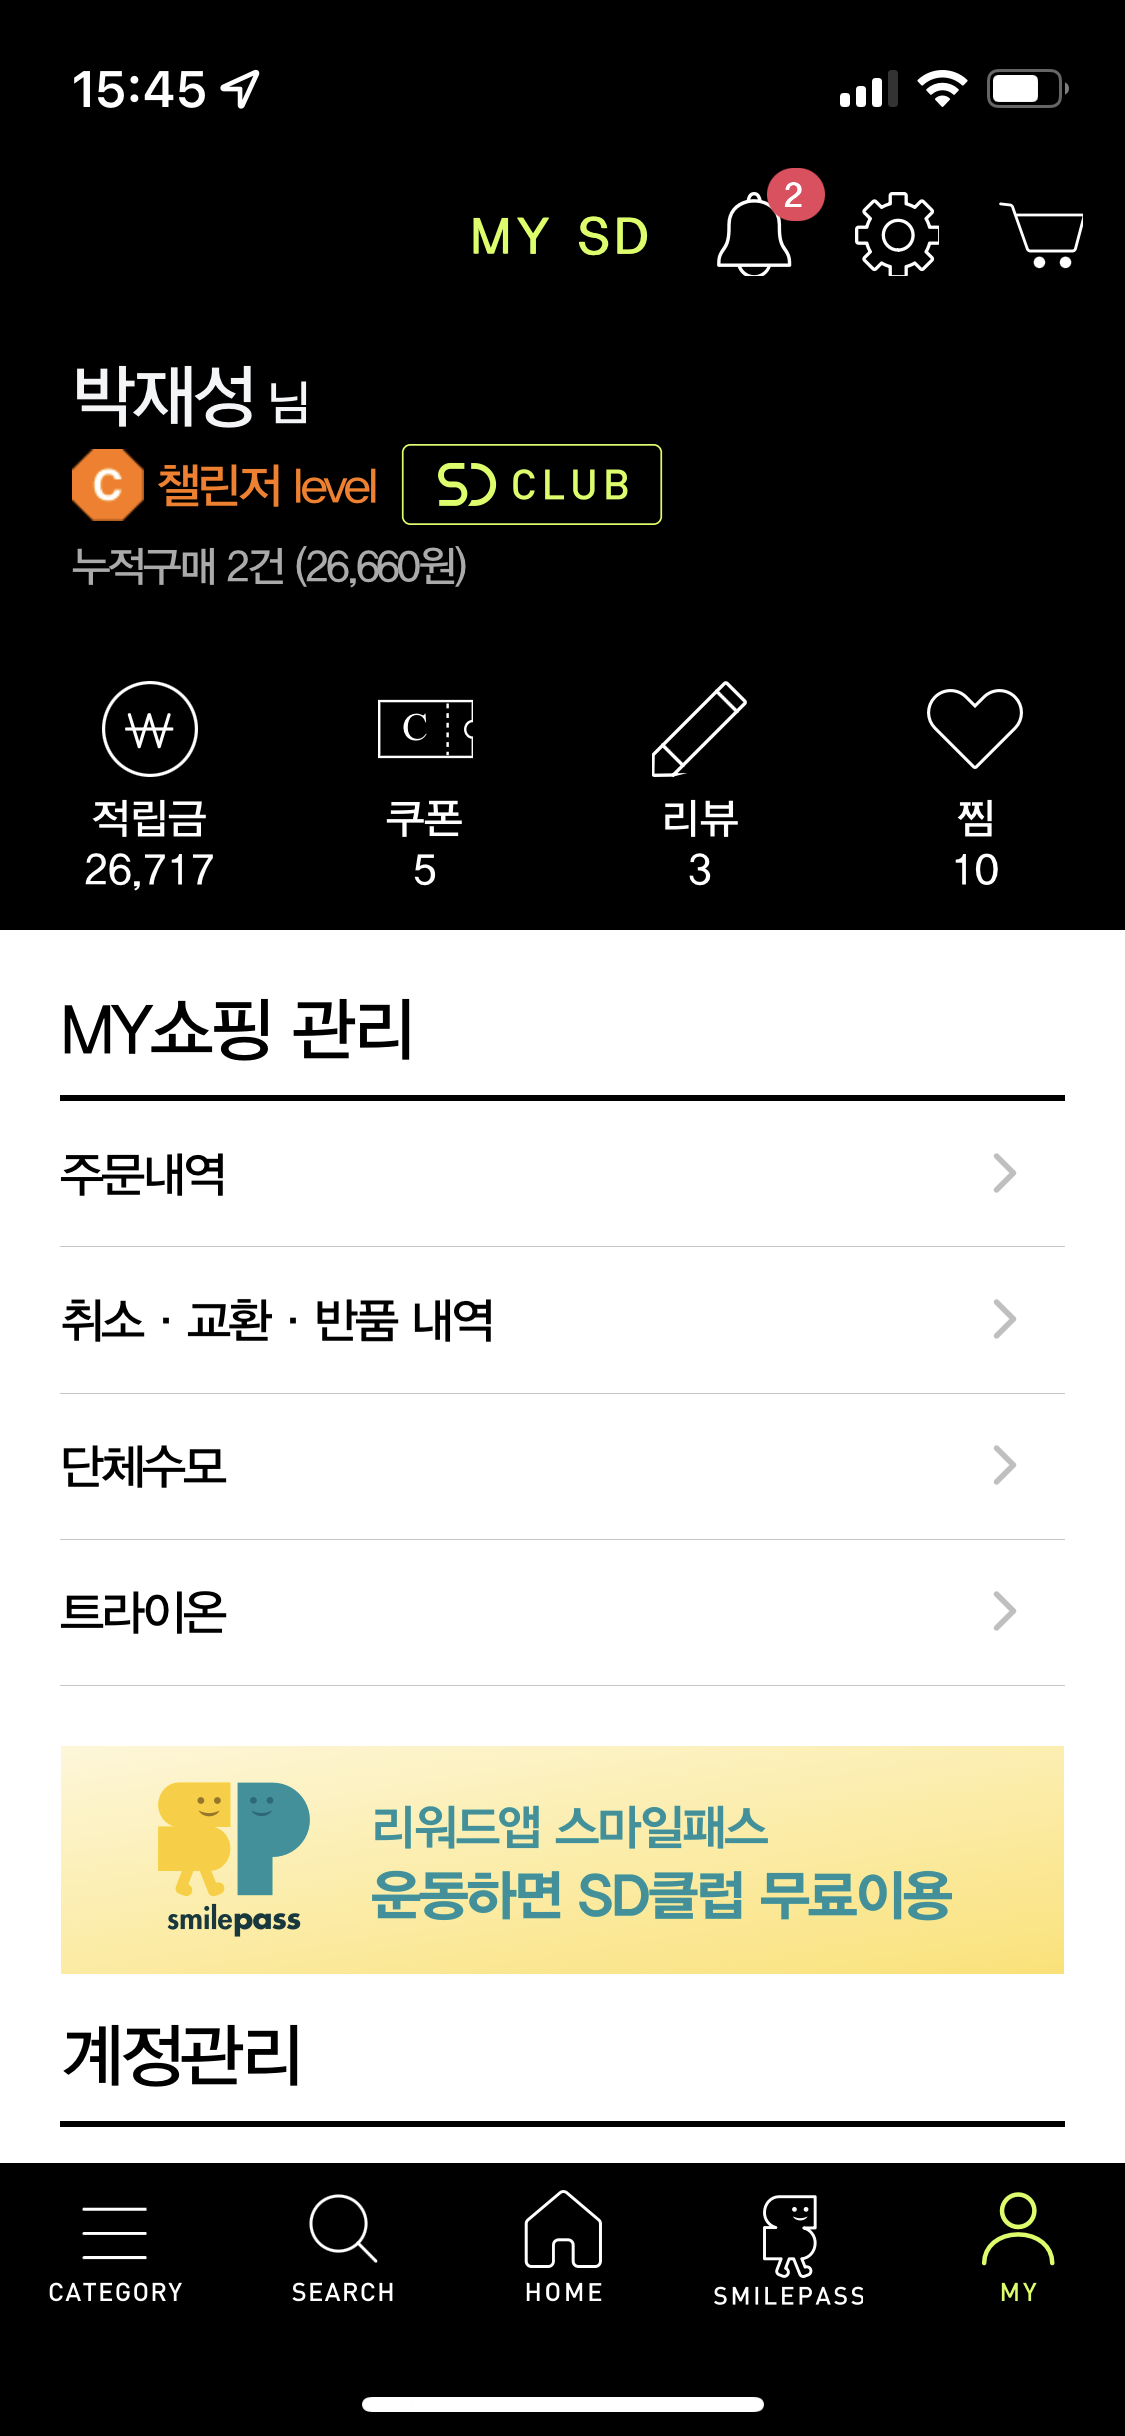 15:45
MY SD
2
박재성 님
C 챌린저 level
SD CLUB
누적구매 2건 (26,660원)
C
적립금
26,717
쿠폰
5
리뷰
3
찜
10
MY쇼핑 관리
주문내역
취소 · 교환 · 반품 내역
단체수모
트라이온
SP
smilepass
리워드앱 스마일패스
운동하면 SD클럽 무료이용
계정관리
CATEGORY
SEARCH
HOME
SMILEPASS
MY